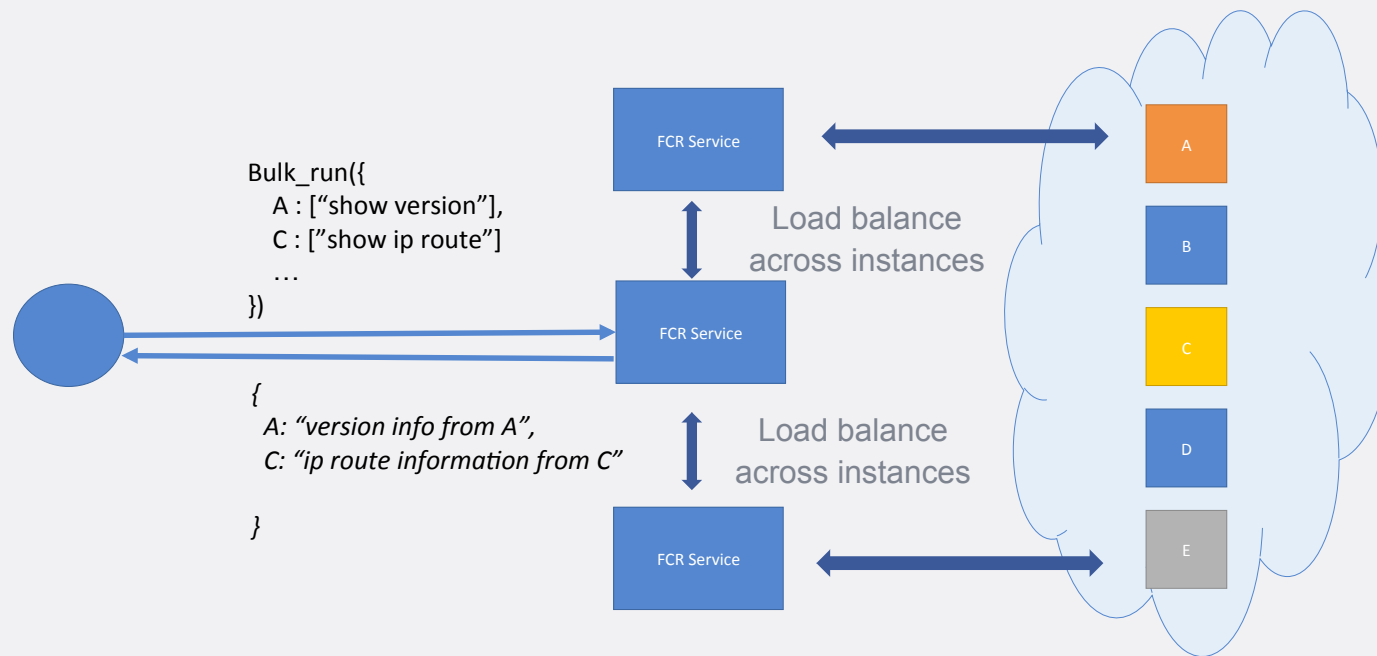 Bulk_run({
A : [“show version”],
C : [”show ip route”]
…
})
{
A: “version info from A”,
C: “ip route information from C”
}
FCR Service
Load balance
across instances
FCR Service
Load balance
across instances
FCR Service
A
B
C
D
E